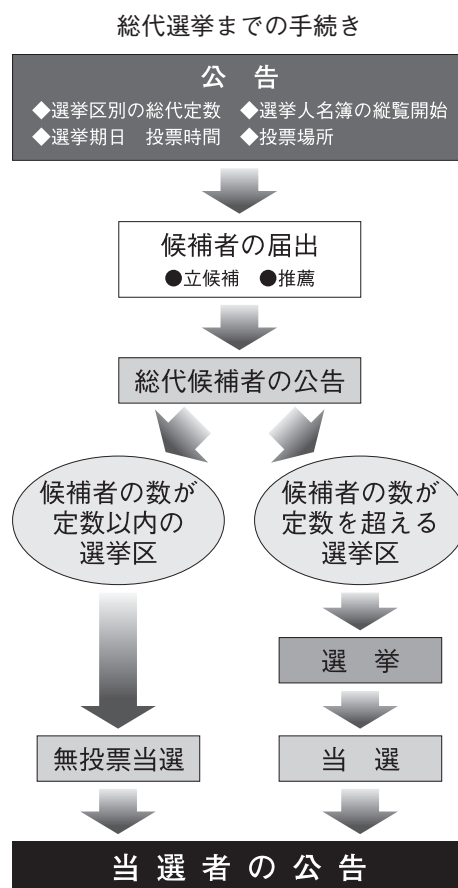 総代選挙までの手続き
公　告
◆選挙区別の総代定数　◆選挙人名簿の縦覧開始
◆選挙期日　投票時間　◆投票場所
候補者の届出
●立候補　●推薦
総代候補者の公告
候補者の数が
定数以内の
選挙区
候補者の数が
定数を超える
選挙区
選　挙
無投票当選
当　選
当選者の公告